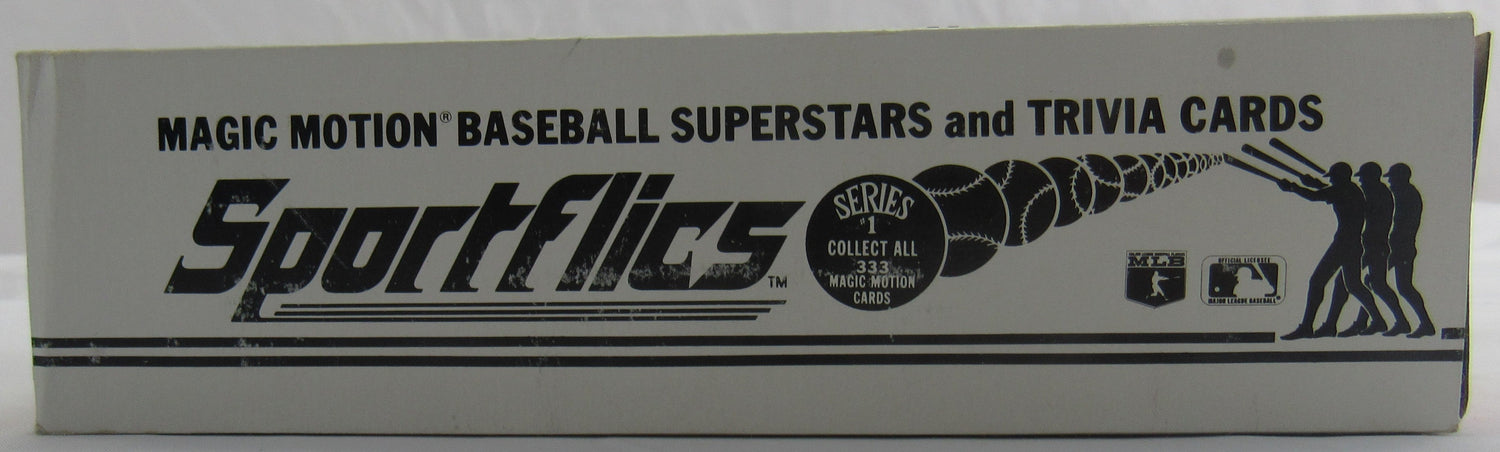 MAGIC MOTION® BASEBALL SUPERSTARS and TRIVIA CARDS
Sportflics™
SERIES
#1
COLLECT ALL
333
MAGIC MOTION
CARDS
MLB
OFFICIAL LICENSEE
MAJOR LEAGUE BASEBALL®